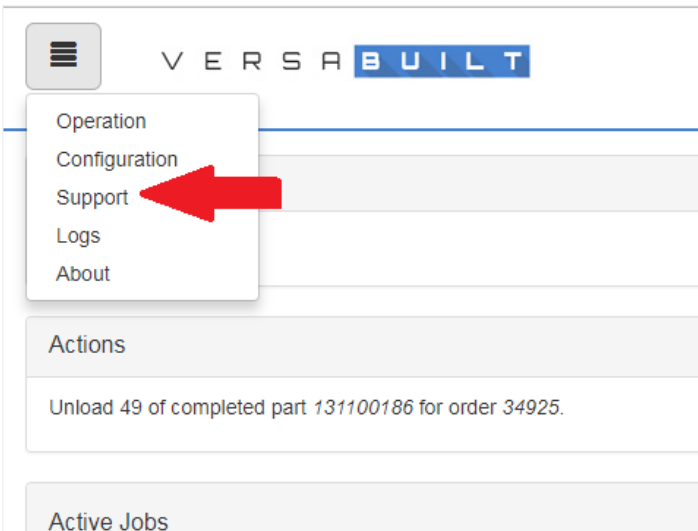 VERSABUILT
Operation
Configuration
Support
Logs
About
Actions
Unload 49 of completed part 131100186 for order 34925.
Active Jobs